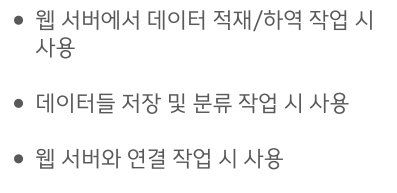 • 웹 서버에서 데이터 적재/하역 작업 시
사용
• 데이터들 저장 및 분류 작업 시 사용
• 웹 서버와 연결 작업 시 사용